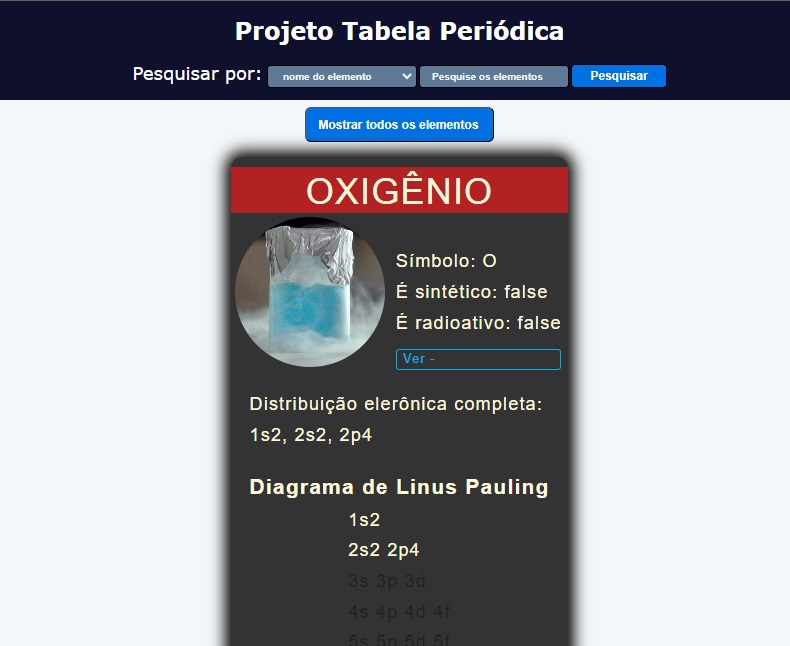 Projeto Tabela Periódica
Pesquisar por: nome do elemento Pesquise os elementos Pesquisar
Mostrar todos os elementos
OXIGÊNIO
Símbolo: O
É sintético: false
É radioativo: false
Ver -
Distribuição elerônica completa:
1s2, 2s2, 2p4
Diagrama de Linus Pauling
1s2
2s2 2p4
3s 3p 3d
4s 4p 4d 4f
5s 5p 5d 5f